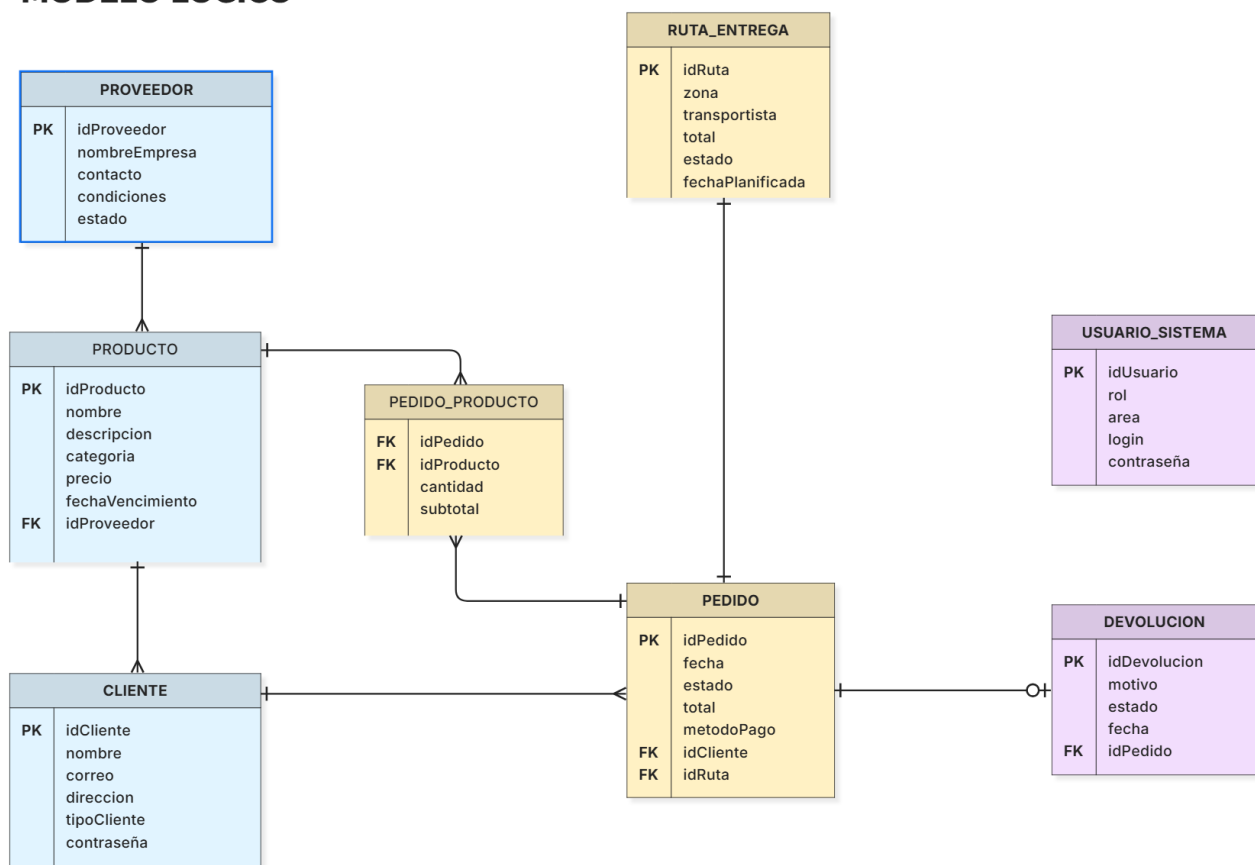 MODELO LOGICO
RUTA_ENTREGA
PK idRuta
zona
transportista
total
estado
fechaPlanificada
PROVEEDOR
PK idProveedor
nombreEmpresa
contacto
condiciones
estado
PRODUCTO
PK idProducto
nombre
descripcion
categoria
precio
fechaVencimiento
FK idProveedor
PEDIDO_PRODUCTO
FK idPedido
FK idProducto
cantidad
subtotal
USUARIO_SISTEMA
PK idUsuario
rol
area
login
contraseña
PEDIDO
PK idPedido
fecha
estado
total
metodoPago
FK idCliente
FK idRuta
DEVOLUCION
PK idDevolucion
motivo
estado
fecha
FK idPedido
CLIENTE
PK idCliente
nombre
correo
direccion
tipoCliente
contraseña